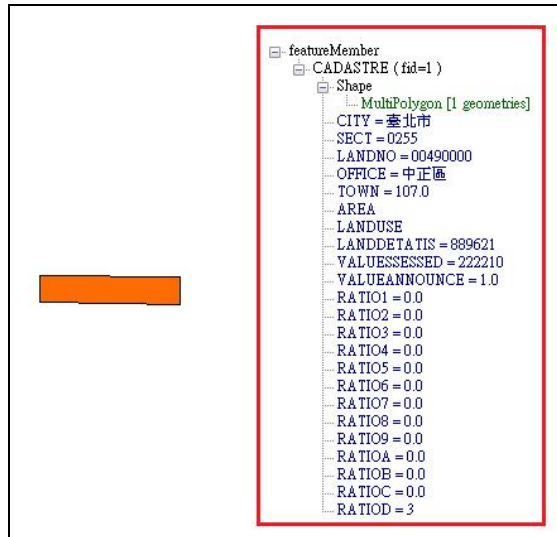 featureMember
CADASTRE ( fid=1 )
Shape
MultiPolygon [1 geometries]
CITY = 臺北市
SECT = 0255
LANDNO = 00490000
OFFICE = 中正區
TOWN = 107.0
AREA
LANDUSE
LANDDETATIS = 889621
VALUESSESSED = 222210
VALUEANNOUNCE = 1.0
RATIO1 = 0.0
RATIO2 = 0.0
RATIO3 = 0.0
RATIO4 = 0.0
RATIO5 = 0.0
RATIO6 = 0.0
RATIO7 = 0.0
RATIO8 = 0.0
RATIO9 = 0.0
RATIOA = 0.0
RATIOB = 0.0
RATIOC = 0.0
RATIOD = 3